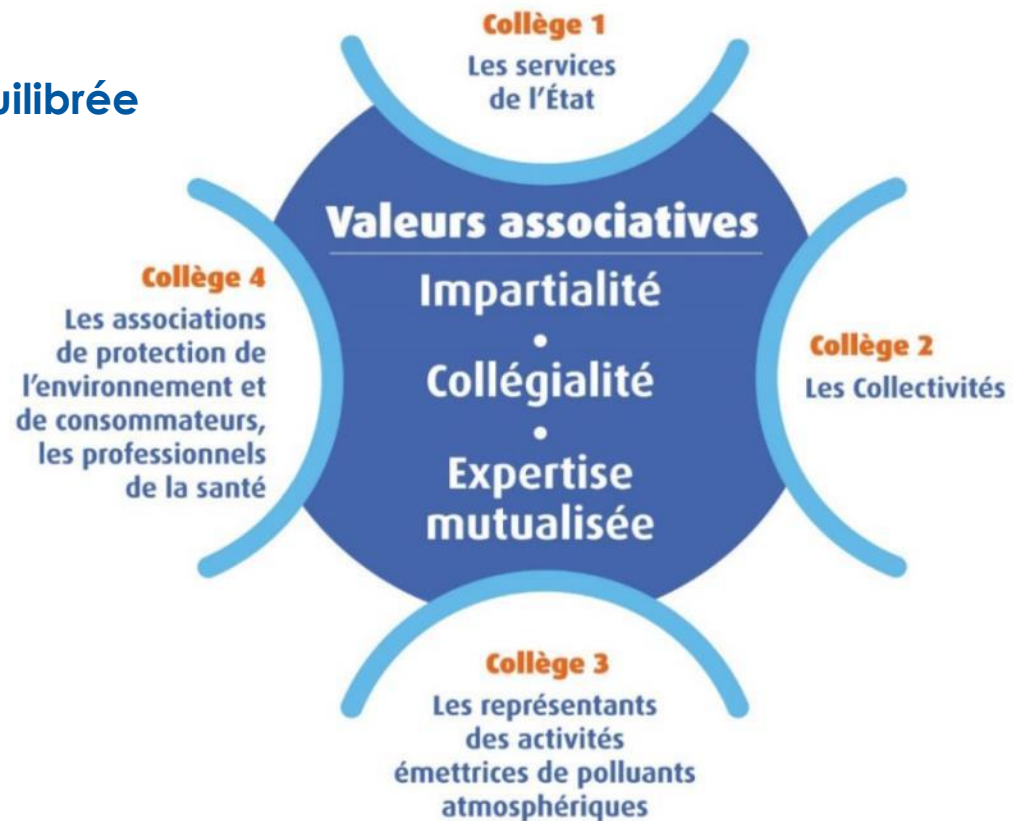 uilibrée
Collège 1
Les services
de l'État
Valeurs associatives
Impartialité
•
Collégialité
•
Expertise
mutualisée
Collège 4
Les associations
de protection de
l'environnement et
de consommateurs,
les professionnels
de la santé
Collège 2
Les Collectivités
Collège 3
Les représentants
des activités
émettrices de polluants
atmosphériques